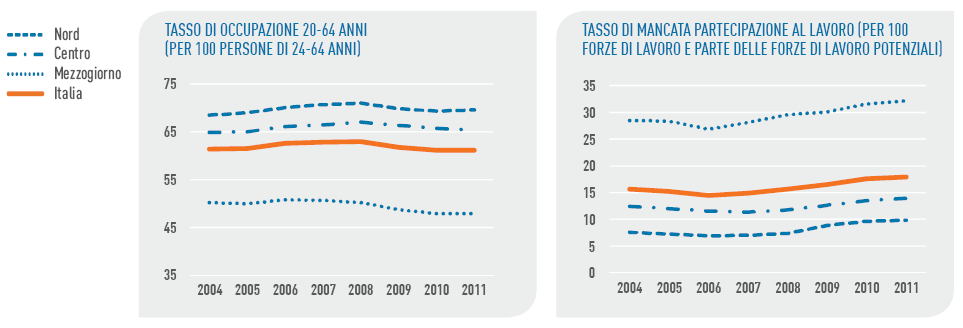 Nord
Centro
Mezzogiorno
Italia
TASSO DI OCCUPAZIONE 20-64 ANNI
(PER 100 PERSONE DI 24-64 ANNI)
75
65
55
45
35
2004 2005 2006 2007 2008 2009 2010 2011
TASSO DI MANCATA PARTECIPAZIONE AL LAVORO (PER 100
FORZE DI LAVORO E PARTE DELLE FORZE DI LAVORO POTENZIALI)
35
30
25
20
15
10
5
0
2004 2005 2006 2007 2008 2009 2010 2011